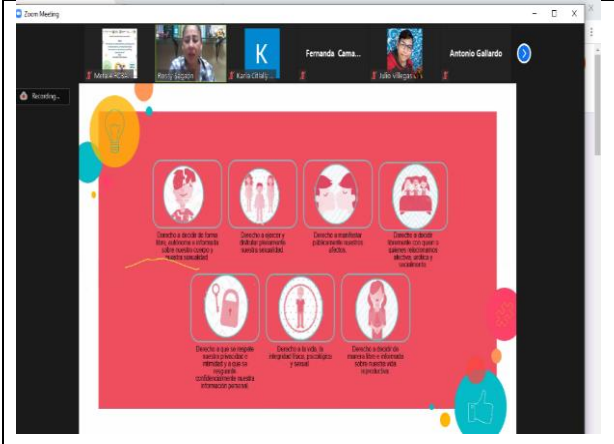 Zoom Meeting
K
Fernanda Cama...
Antonio Gallardo
Karla Citlally
Julio Villegas
Recording...
Derecho a decidir de forma
libre, autónoma e informada
sobre nuestro cuerpo y
nuestra sexualidad.
Derecho a ejercer y
disfrutar plenamente
nuestra sexualidad.
Derecho a manifestar
públicamente nuestros
afectos.
Derecho a decidir
libremente con quien o
quienes relacionarnos
afectiva, erótica y
socialmente.
Derecho a que se respete
nuestra privacidad e
intimidad y a que se
resguarde
confidencialmente nuestra
información personal.
Derecho a la vida, la
integridad física, psicológica
y sexual.
Derecho a decidir de
manera libre e informada
sobre nuestra vida
reproductiva.